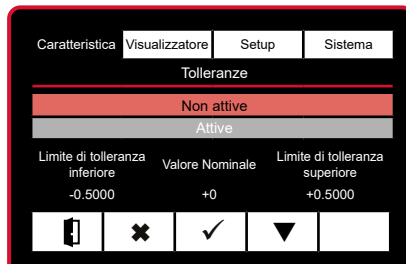 Caratteristica Visualizzatore Setup Sistema
Tolleranze
Non attive
Attive
Limite di tolleranza inferiore Valore Nominale Limite di tolleranza superiore
-0.5000 +0 +0.5000